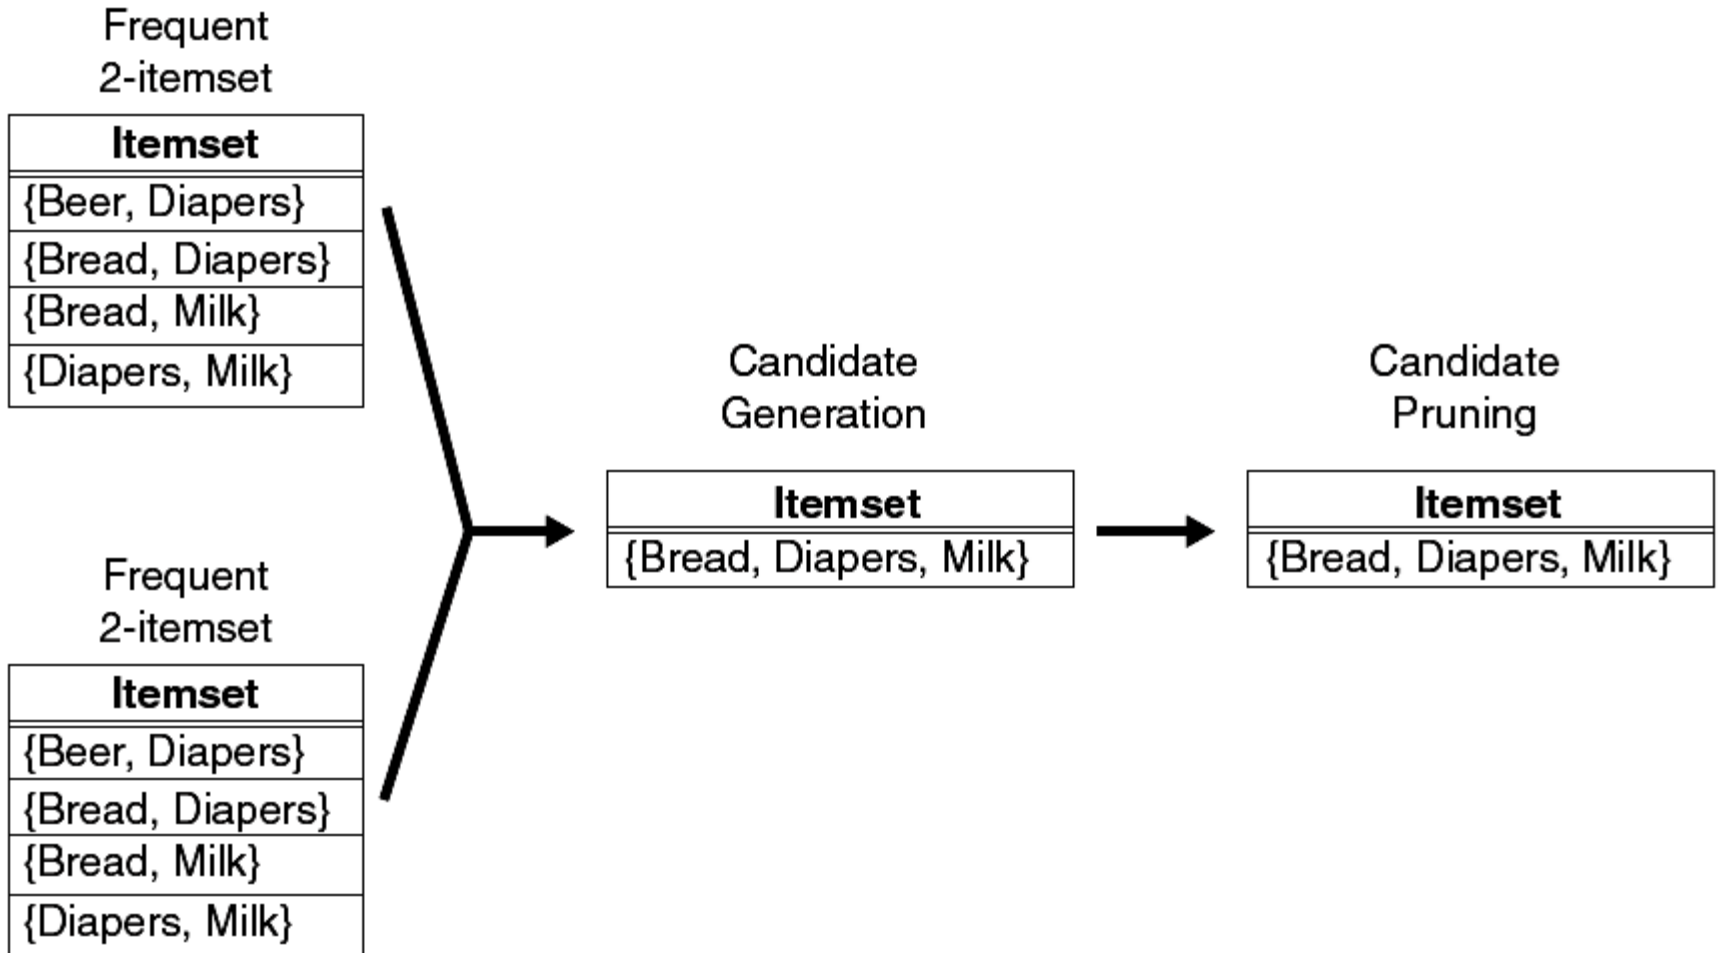 Frequent
2-itemset
Itemset
{Beer, Diapers}
{Bread, Diapers}
{Bread, Milk}
{Diapers, Milk}
Frequent
2-itemset
Itemset
{Beer, Diapers}
{Bread, Diapers}
{Bread, Milk}
{Diapers, Milk}
Candidate
Generation
Itemset
{Bread, Diapers, Milk}
Candidate
Pruning
Itemset
{Bread, Diapers, Milk}